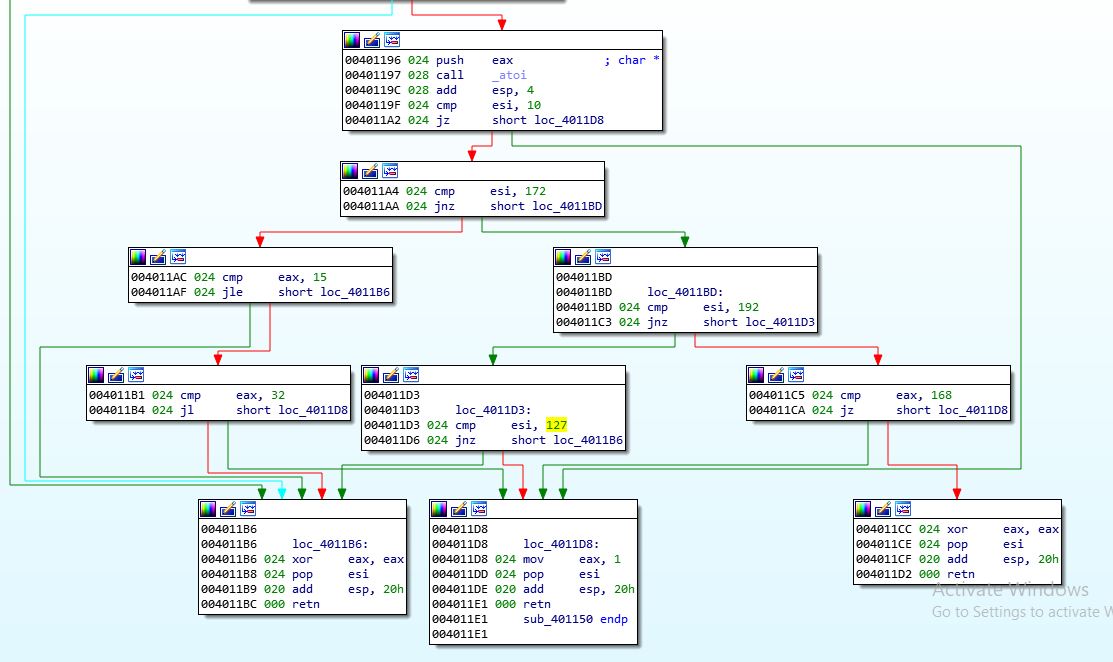 00401196 024 push eax ; char *
00401197 028 call _atoi
0040119C 028 add esp, 4
0040119F 024 cmp esi, 10
004011A2 024 jz short loc_4011D8
004011A4 024 cmp esi, 172
004011AA 024 jnz short loc_4011BD
004011AC 024 cmp eax, 15
004011AF 024 jle short loc_4011B6
004011BD
004011BD loc_4011BD:
004011BD 024 cmp esi, 192
004011C3 024 jnz short loc_4011D3
004011B1 024 cmp eax, 32
004011B4 024 jl short loc_4011D8
004011D3
004011D3 loc_4011D3:
004011D3 024 cmp esi, 127
004011D6 024 jnz short loc_4011B6
004011C5 024 cmp eax, 168
004011CA 024 jz short loc_4011D8
004011B6
004011B6 loc_4011B6:
004011B6 024 xor eax, eax
004011B8 024 pop esi
004011B9 020 add esp, 20h
004011BC 000 retn
004011D8
004011D8 loc_4011D8:
004011D8 024 mov eax, 1
004011DD 024 pop esi
004011DE 020 add esp, 20h
004011E1 000 retn
004011E1 sub_401150 endp
004011E1
004011CC 024 xor eax, eax
004011CE 024 pop esi
004011CF 020 add esp, 20h
004011D2 000 retn
Activate Windows
Go to Settings to activate W